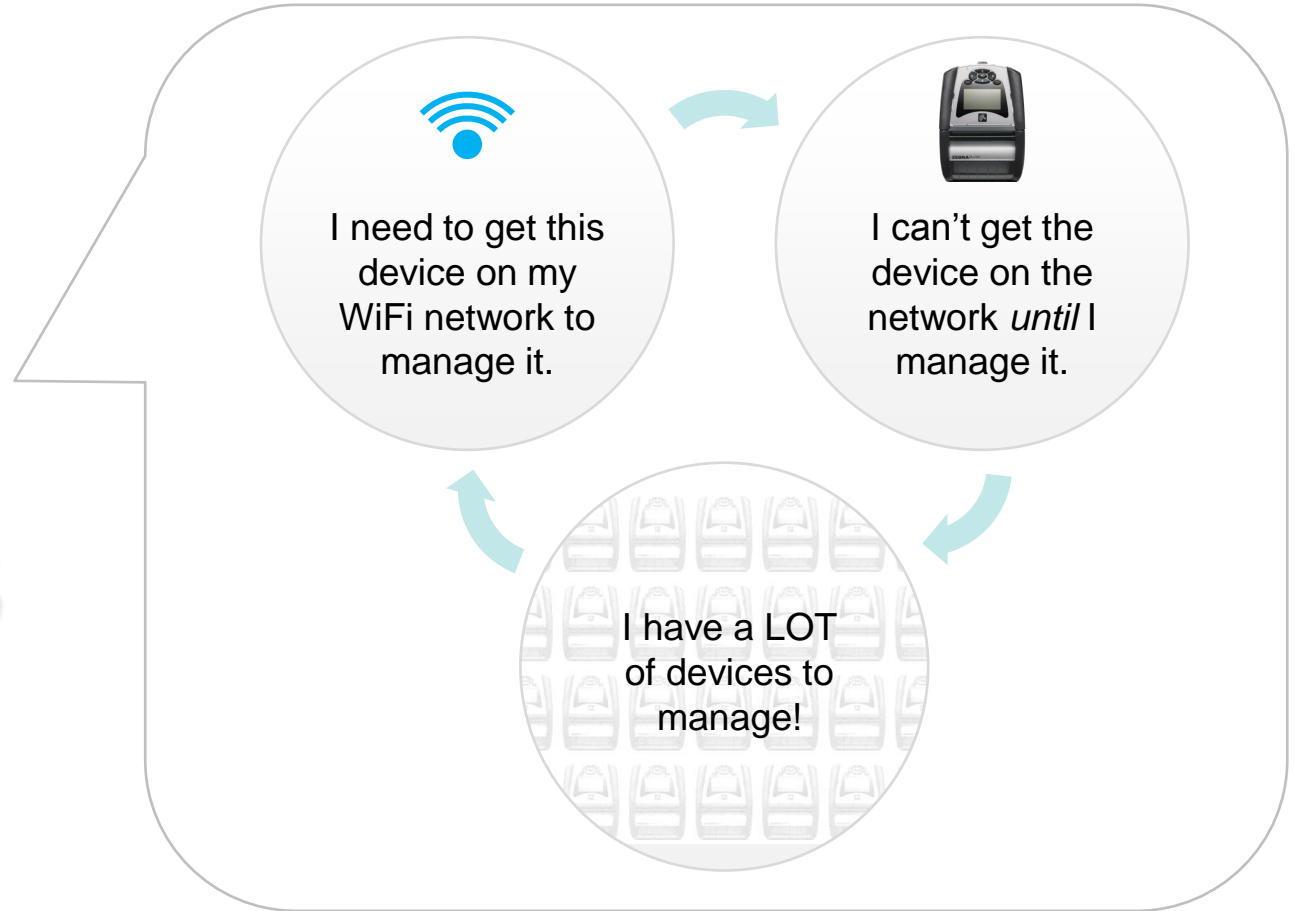 I need to get this
device on my
WiFi network to
manage it.
I can’t get the
device on the
network until I
manage it.
ZEBRA
I have a LOT
of devices to
manage!